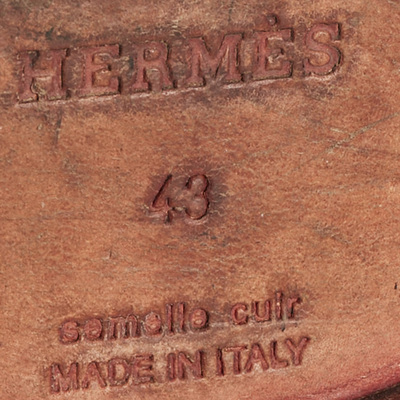 HERMÈS
43
semelle cuir
MADE IN ITALY